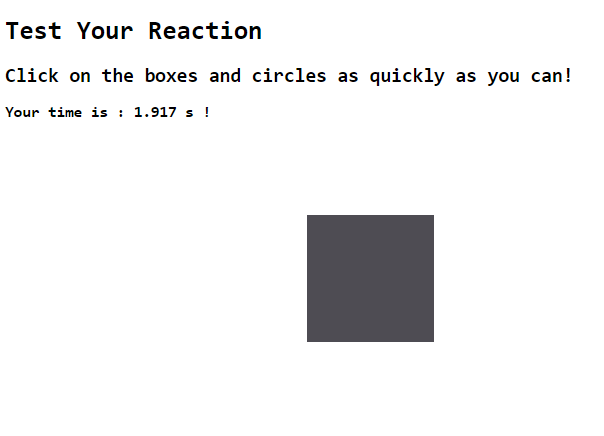 Test Your Reaction
Click on the boxes and circles as quickly as you can!
Your time is : 1.917 s !